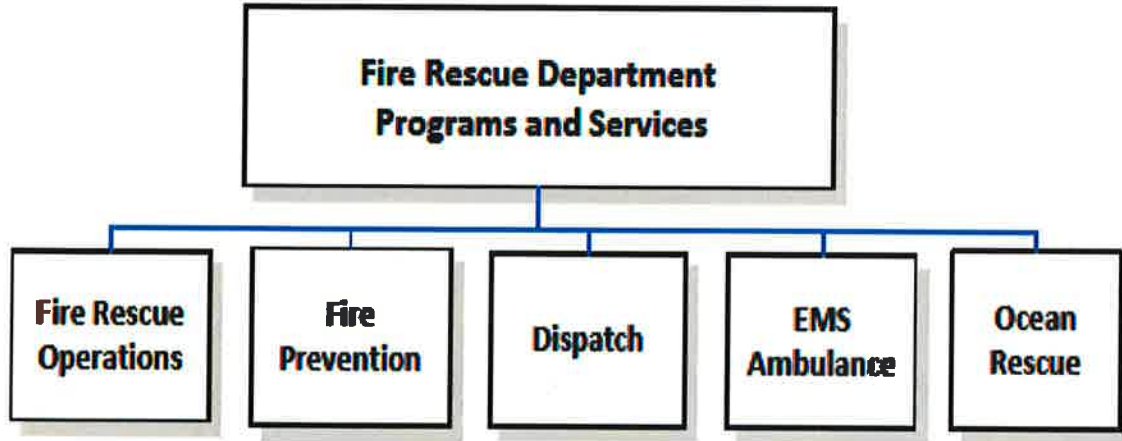 Fire Rescue Department
Programs and Services
Fire Rescue
Operations
Fire
Prevention
Dispatch
EMS
Ambulance
Ocean
Rescue